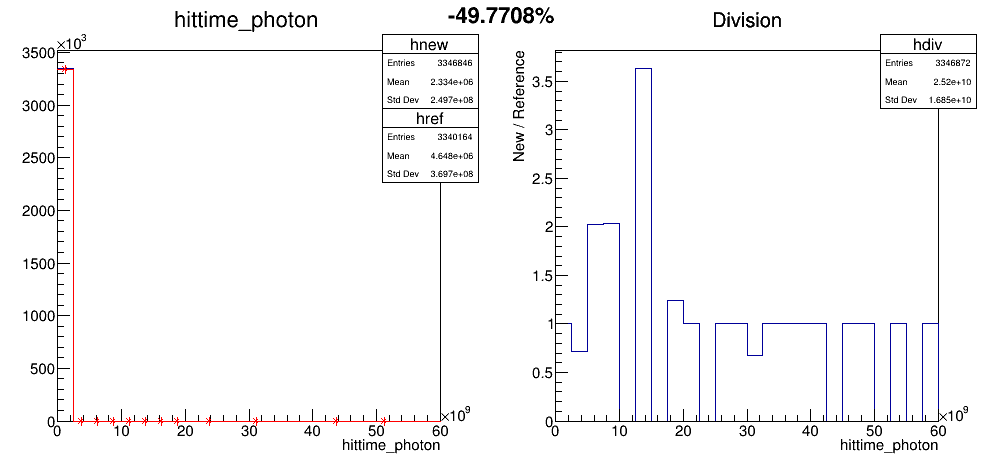 -49.7708%
hittime_photon
×10³
hnew
Entries 3346846
Mean 2.334e+06
Std Dev 2.497e+08
href
Entries 3340164
Mean 4.648e+06
Std Dev 3.697e+08
3500
3000
2500
2000
1500
1000
500
0
0 10 20 30 40 50 60
×10⁹
hittime_photon
Division
hdiv
Entries 3346872
Mean 2.52e+10
Std Dev 1.685e+10
New / Reference
3.5
3
2.5
2
1.5
1
0.5
0
0 10 20 30 40 50 60
×10⁹
hittime_photon